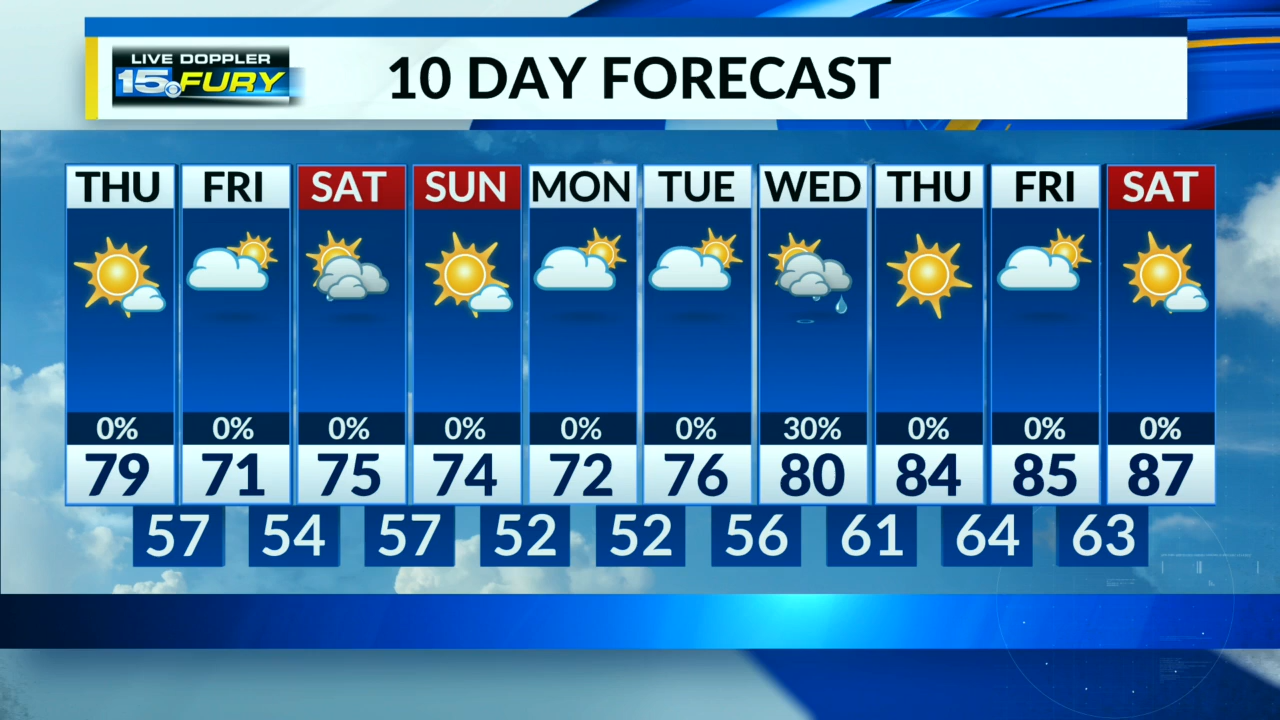 LIVE DOPPLER
15 FURY
10 DAY FORECAST
THU FRI SAT SUN MON TUE WED THU FRI SAT
0% 0% 0% 0% 0% 0% 30% 0% 0% 0%
79 71 75 74 72 76 80 84 85 87
57 54 57 52 52 56 61 64 63